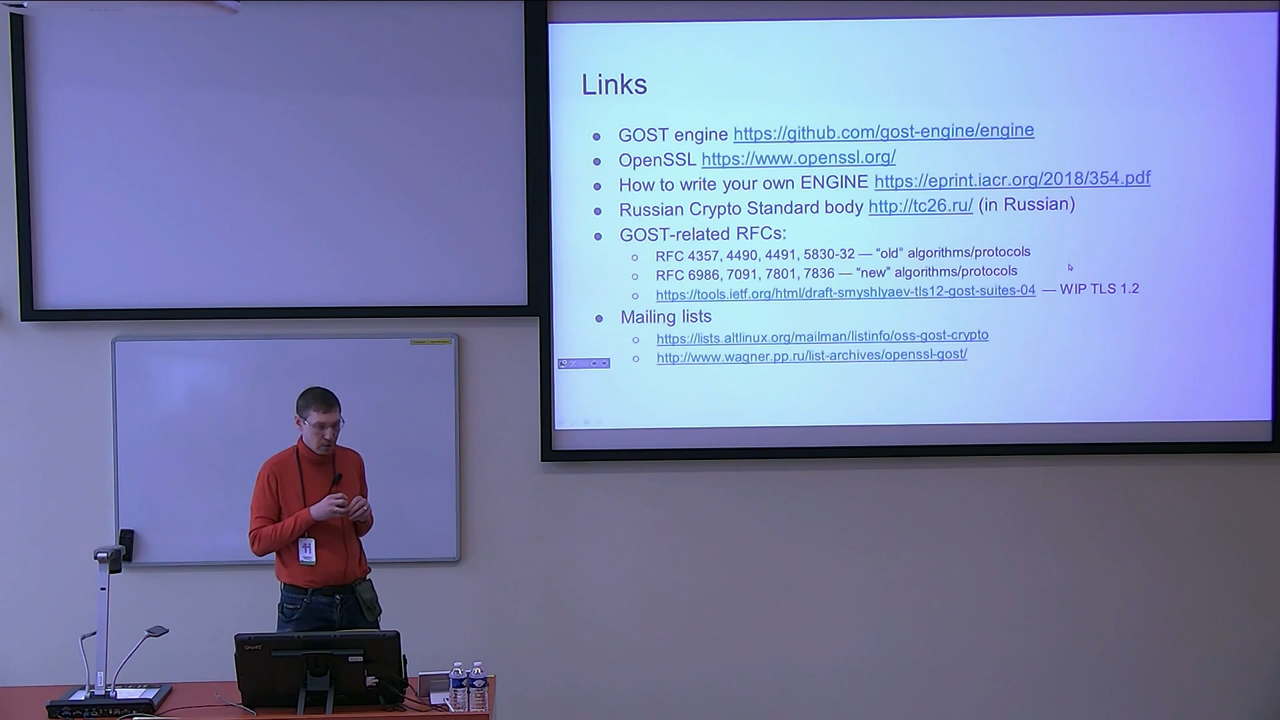 Links
● GOST engine https://github.com/gost-engine/engine
● OpenSSL https://www.openssl.org/
● How to write your own ENGINE https://eprint.iacr.org/2018/354.pdf
● Russian Crypto Standard body http://tc26.ru/ (in Russian)
● GOST-related RFCs:
○ RFC 4357, 4490, 4491, 5830-32 — “old” algorithms/protocols
○ RFC 6986, 7091, 7801, 7836 — “new” algorithms/protocols
○ https://tools.ietf.org/html/draft-smyshlyaev-tls12-gost-suites-04 — WIP TLS 1.2
● Mailing lists
○ https://lists.altlinux.org/mailman/listinfo/oss-gost-crypto
○ http://www.wagner.pp.ru/list-archives/openssl-gost/